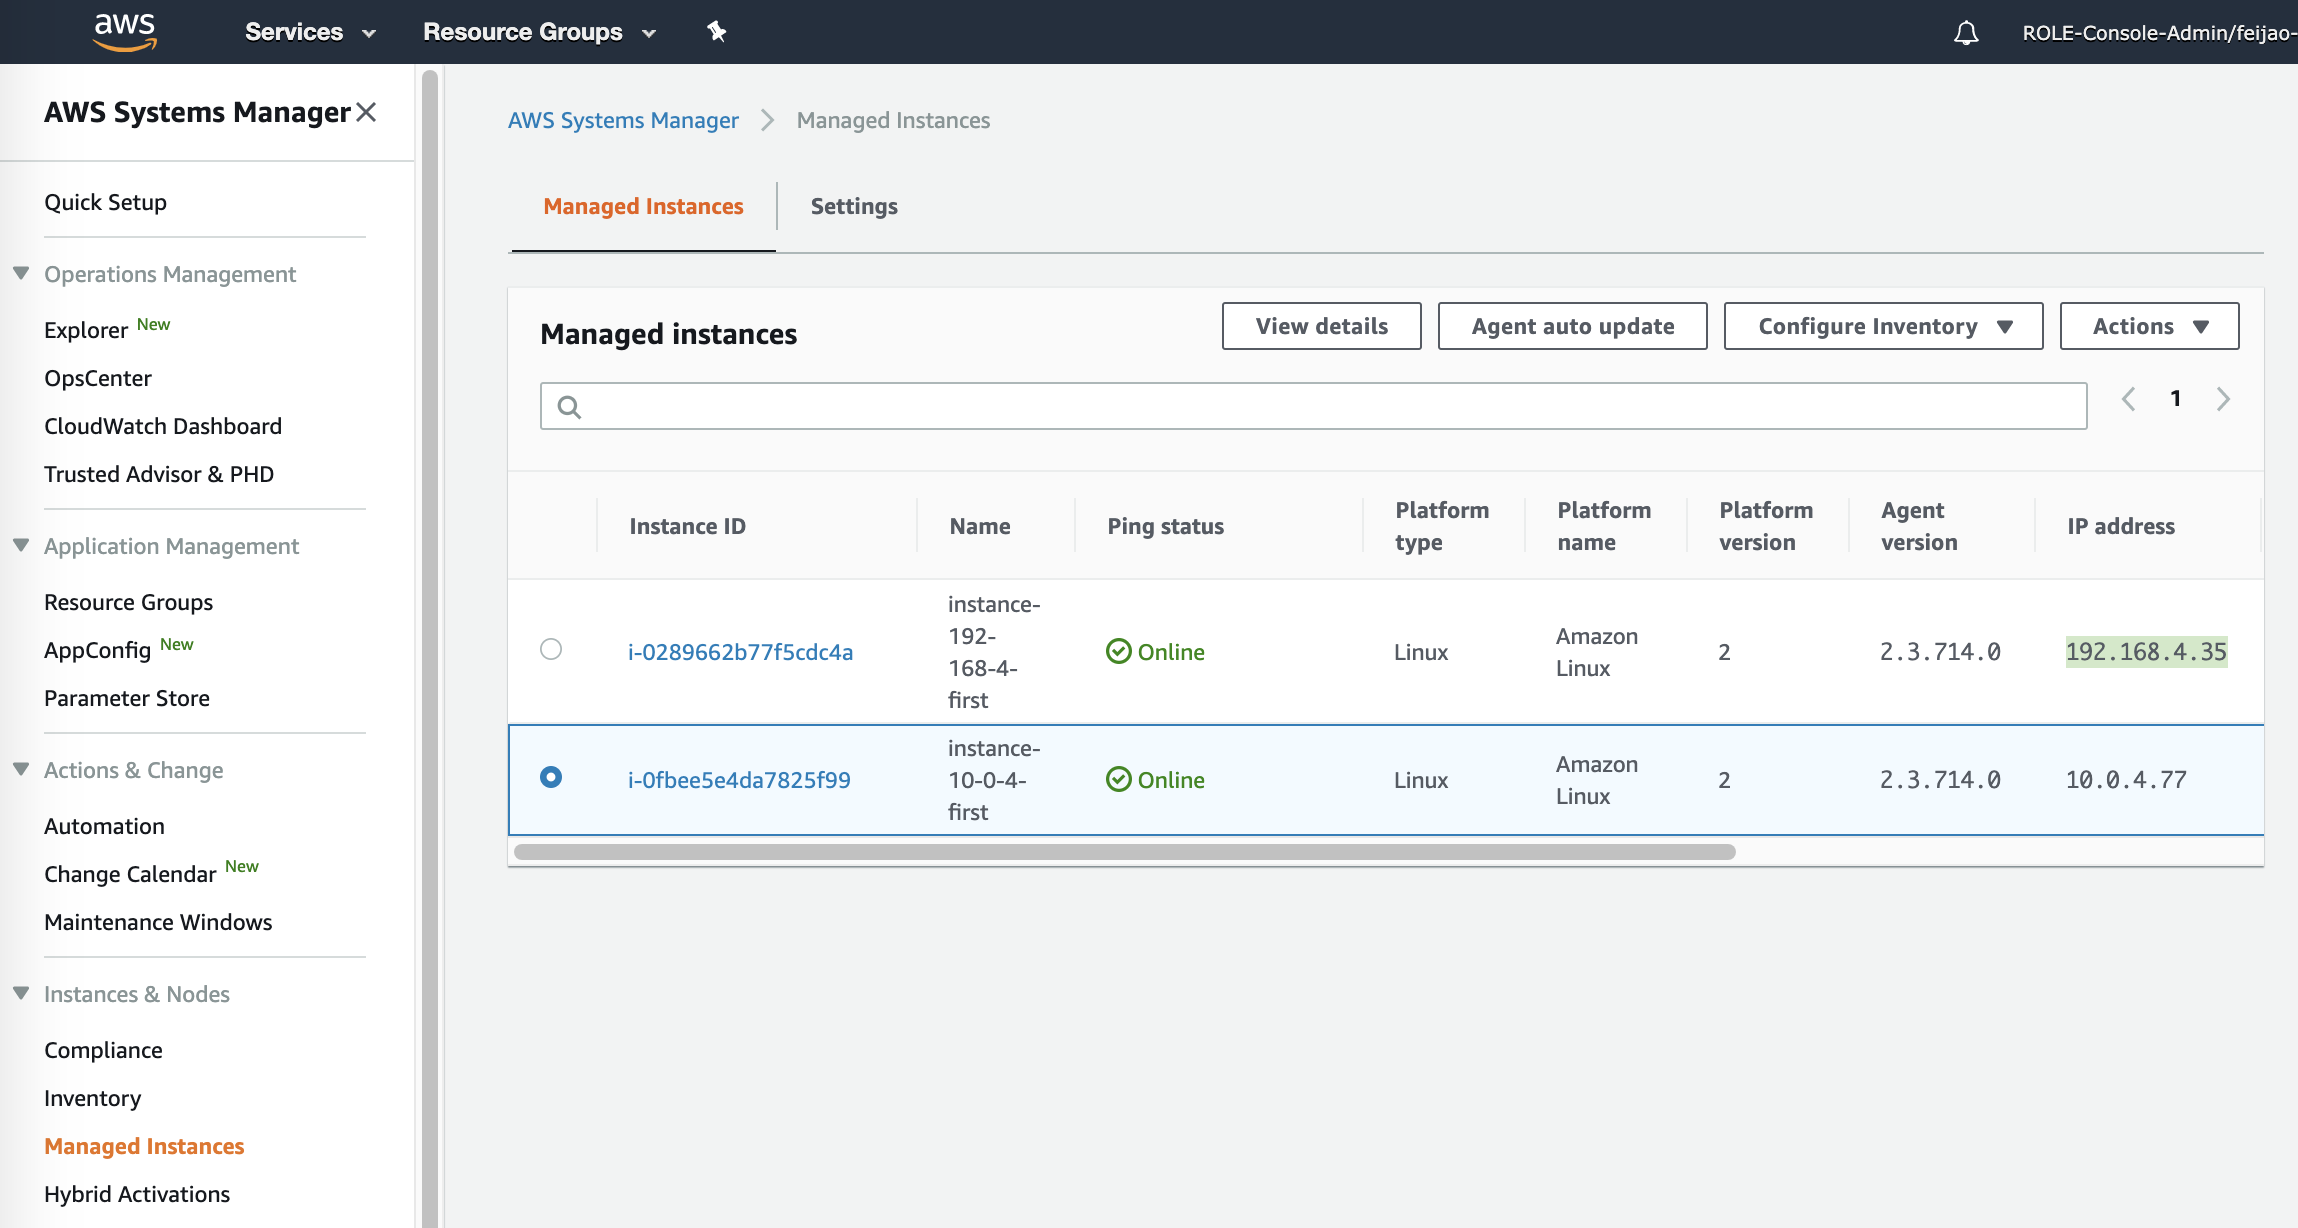 aws
Services
Resource Groups
ROLE-Console-Admin/feijao-
AWS Systems Manager
Quick Setup
Operations Management
Explorer New
OpsCenter
CloudWatch Dashboard
Trusted Advisor & PHD
Application Management
Resource Groups
AppConfig New
Parameter Store
Actions & Change
Automation
Change Calendar New
Maintenance Windows
Instances & Nodes
Compliance
Inventory
Managed Instances
Hybrid Activations
AWS Systems Manager
Managed Instances
Managed Instances
Settings
Managed instances
View details
Agent auto update
Configure Inventory
Actions
1
Instance ID
Name
Ping status
Platform
type
Platform
name
Platform
version
Agent
version
IP address
i-0289662b77f5cdc4a
instance-
192-
168-4-
first
Online
Linux
Amazon
Linux
2
2.3.714.0
192.168.4.35
i-0fbee5e4da7825f99
instance-
10-0-4-
first
Online
Linux
Amazon
Linux
2
2.3.714.0
10.0.4.77